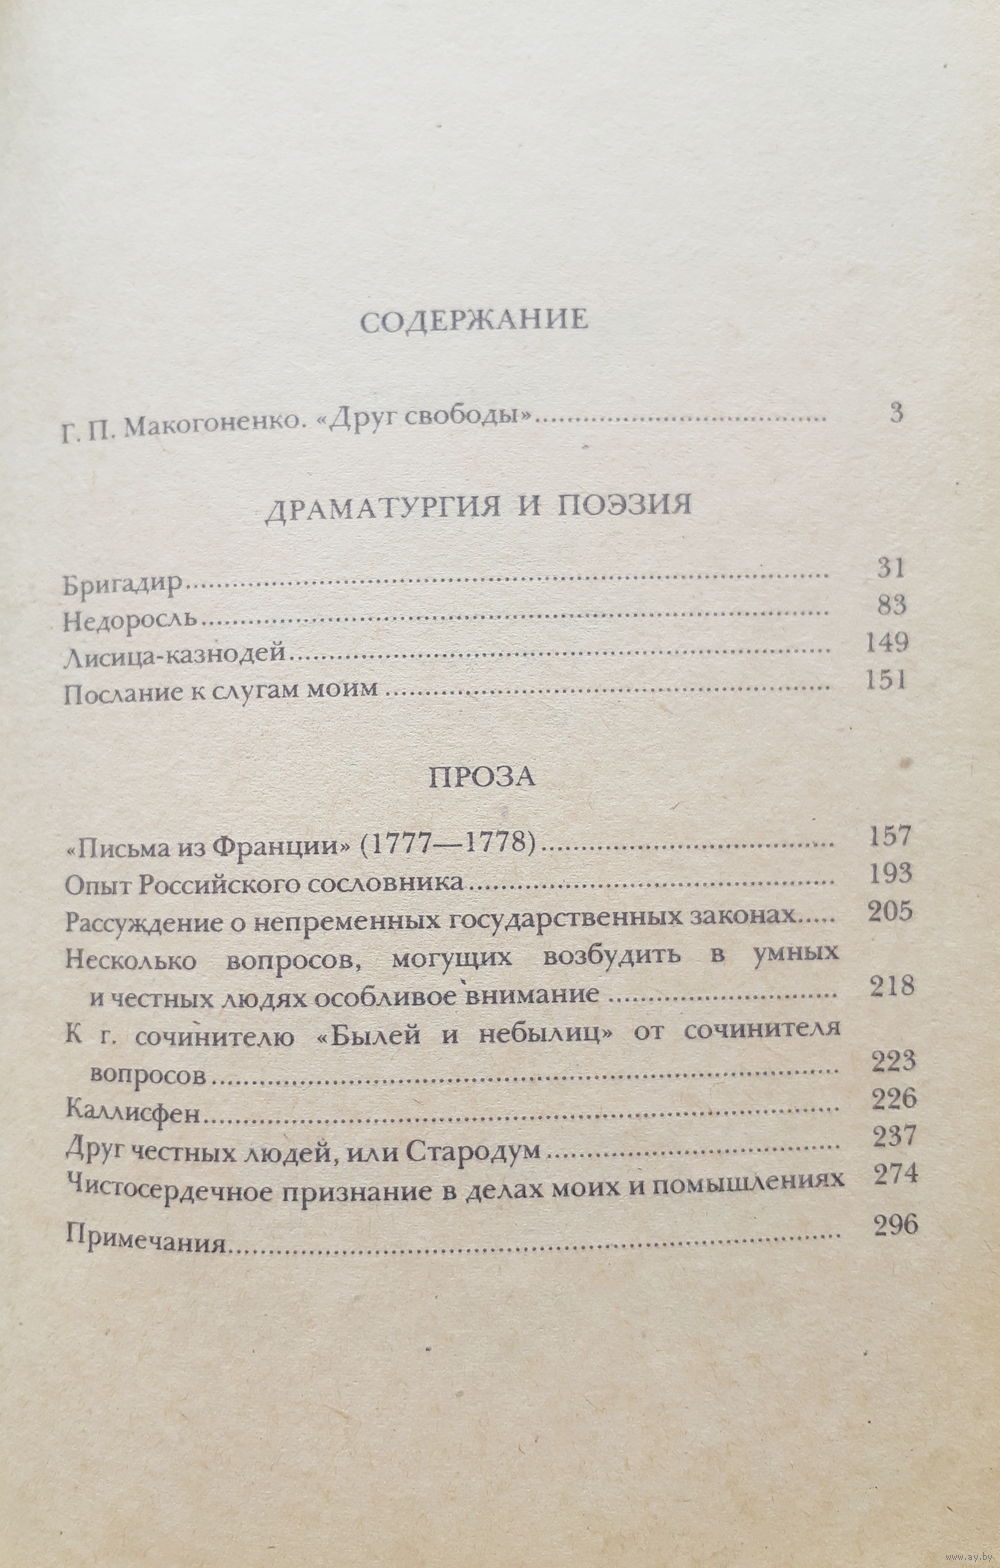 СОДЕРЖАНИЕ
Г. П. Макогоненко. «Друг свободы».................................... 3
ДРАМАТУРГИЯ И ПОЭЗИЯ
Бригадир................................................................................ 31
Недоросль.............................................................................. 83
Лисица-казнодей................................................................... 149
Послание к слугам моим ....................................................... 151
ПРОЗА
«Письма из Франции» (1777—1778).................................... 157
Опыт Российского сословника............................................. 193
Рассуждение о непременных государственных законах..... 205
Несколько вопросов, могущих возбудить в умных
и честных людях особливое внимание ............................ 218
К г. сочинителю «Былей и небылиц» от сочинителя
вопросов.............................................................................. 223
Каллисфен.............................................................................. 226
Друг честных людей, или Стародум .................................... 237
Чистосердечное признание в делах моих и помышлениях 274
Примечания........................................................................... 296
www.ay.by